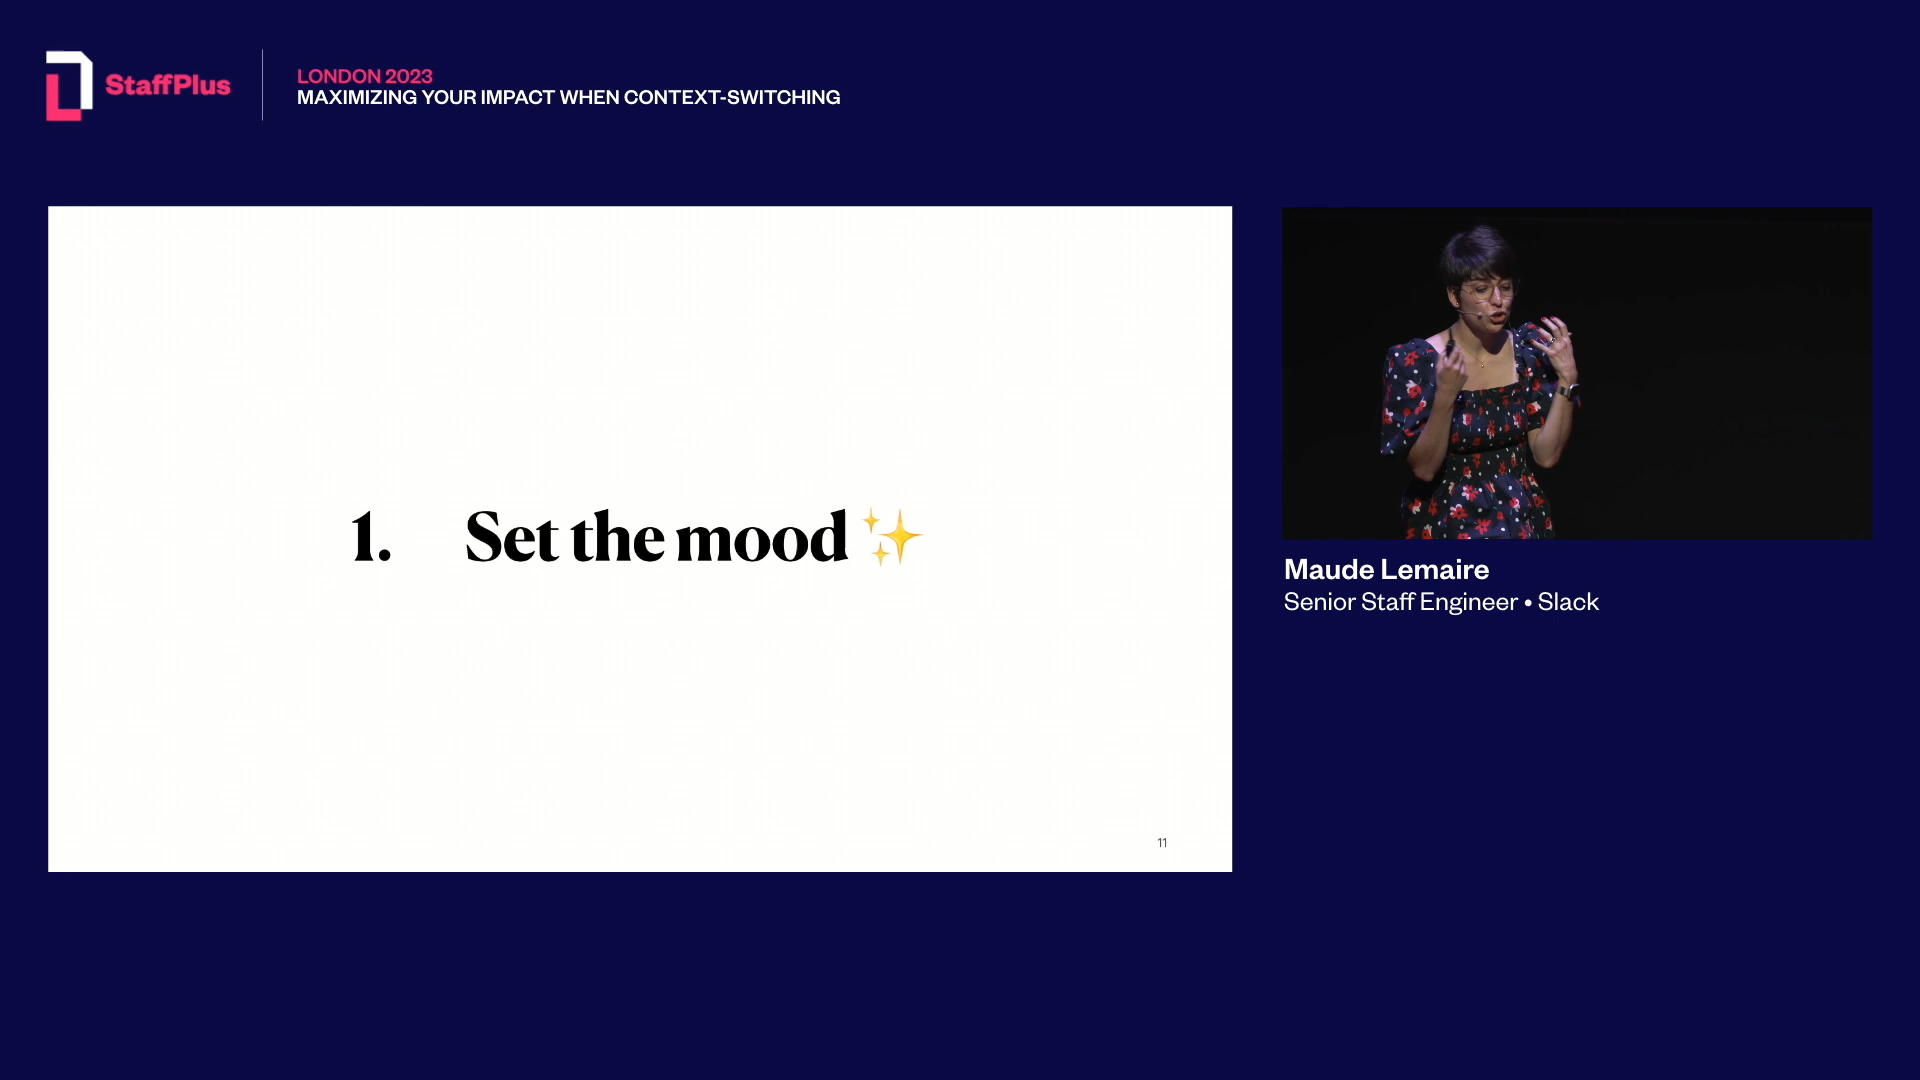 StaffPlus
LONDON 2023
MAXIMIZING YOUR IMPACT WHEN CONTEXT-SWITCHING
1. Set the mood ✨
11
Maude Lemaire
Senior Staff Engineer • Slack